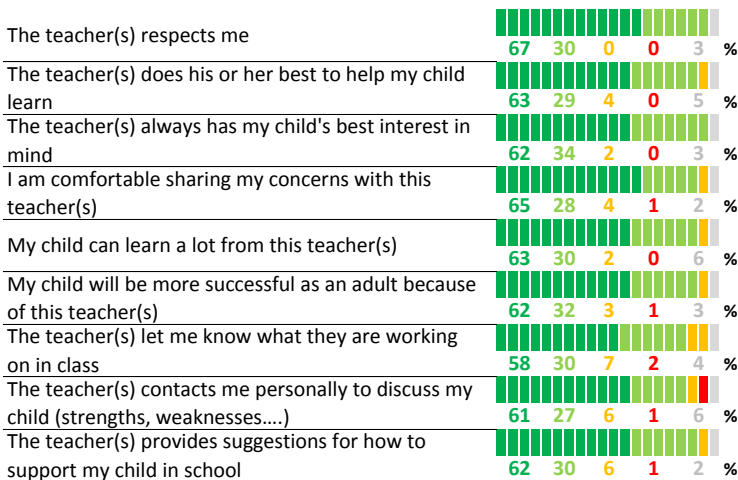 The teacher(s) respects me
67 30 0 0 3 %
The teacher(s) does his or her best to help my child
learn
63 29 4 0 5 %
The teacher(s) always has my child's best interest in
mind
62 34 2 0 3 %
I am comfortable sharing my concerns with this
teacher(s)
65 28 4 1 2 %
My child can learn a lot from this teacher(s)
63 30 2 0 6 %
My child will be more successful as an adult because
of this teacher(s)
62 32 3 1 3 %
The teacher(s) let me know what they are working
on in class
58 30 7 2 4 %
The teacher(s) contacts me personally to discuss my
child (strengths, weaknesses....)
61 27 6 1 6 %
The teacher(s) provides suggestions for how to
support my child in school
62 30 6 1 2 %